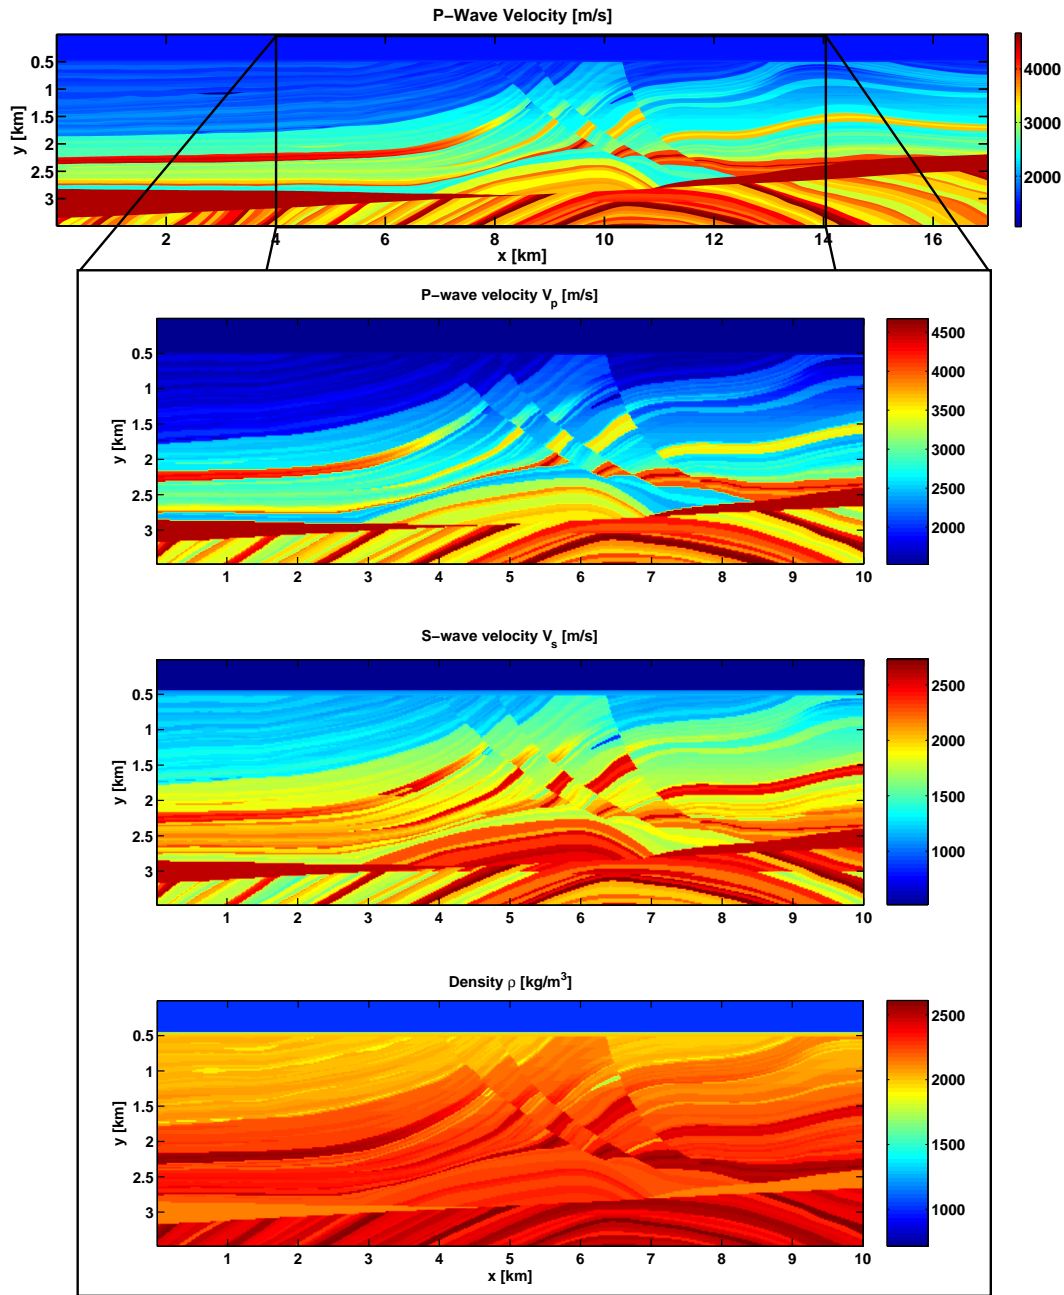 P−Wave Velocity [m/s]
0.5
1
1.5
2
2.5
3
y [km]
2 4 6 8 10 12 14 16
x [km]
4000
3000
2000
P−wave velocity Vp [m/s]
0.5
1
1.5
2
2.5
3
y [km]
1 2 3 4 5 6 7 8 9 10
4500
4000
3500
3000
2500
2000
S−wave velocity Vs [m/s]
0.5
1
1.5
2
2.5
3
y [km]
1 2 3 4 5 6 7 8 9 10
2500
2000
1500
1000
Density ρ [kg/m³]
0.5
1
1.5
2
2.5
3
y [km]
1 2 3 4 5 6 7 8 9 10
x [km]
2500
2000
1500
1000